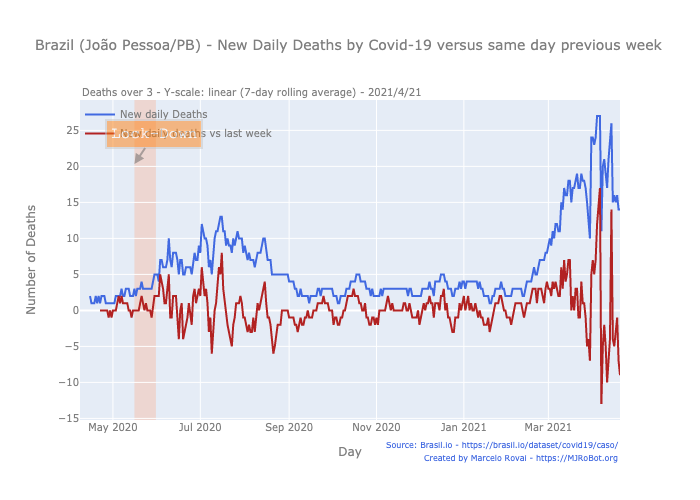 Brazil (João Pessoa/PB) - New Daily Deaths by Covid-19 versus same day previous week
Deaths over 3 - Y-scale: linear (7-day rolling average) - 2021/4/21
New daily Deaths
New daily deaths vs last week
Lock Down
25
20
15
10
5
0
−5
−10
−15
Number of Deaths
May 2020
Jul 2020
Sep 2020
Nov 2020
Jan 2021
Mar 2021
Day
Source: Brasil.io - https://brasil.io/dataset/covid19/caso/
Created by Marcelo Rovai - https://MJRoBot.org